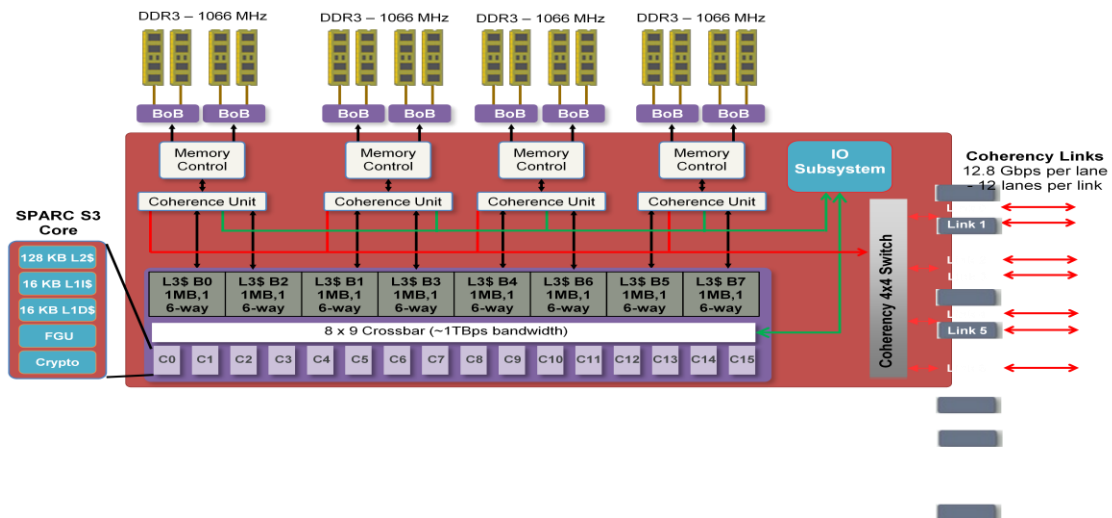 DDR3 – 1066 MHz
DDR3 – 1066 MHz
DDR3 – 1066 MHz
DDR3 – 1066 MHz
BoB
BoB
BoB
BoB
BoB
BoB
BoB
BoB
Memory
Control
Memory
Control
Memory
Control
Memory
Control
IO
Subsystem
Coherence Unit
Coherence Unit
Coherence Unit
Coherence Unit
Coherency Links
12.8 Gbps per lane
- 12 lanes per link
L
Link 1
L
L
L
Link 5
L
Coherency 4x4 Switch
SPARC S3
Core
128 KB L2$
16 KB L1I$
16 KB L1D$
FGU
Crypto
L3$ B0
1MB,1
6-way
L3$ B2
1MB,1
6-way
L3$ B1
1MB,1
6-way
L3$ B3
1MB,1
6-way
L3$ B4
1MB,1
6-way
L3$ B6
1MB,1
6-way
L3$ B5
1MB,1
6-way
L3$ B7
1MB,1
6-way
8 x 9 Crossbar (~1TBps bandwidth)
C0
C1
C2
C3
C4
C5
C6
C7
C8
C9
C10
C11
C12
C13
C14
C15